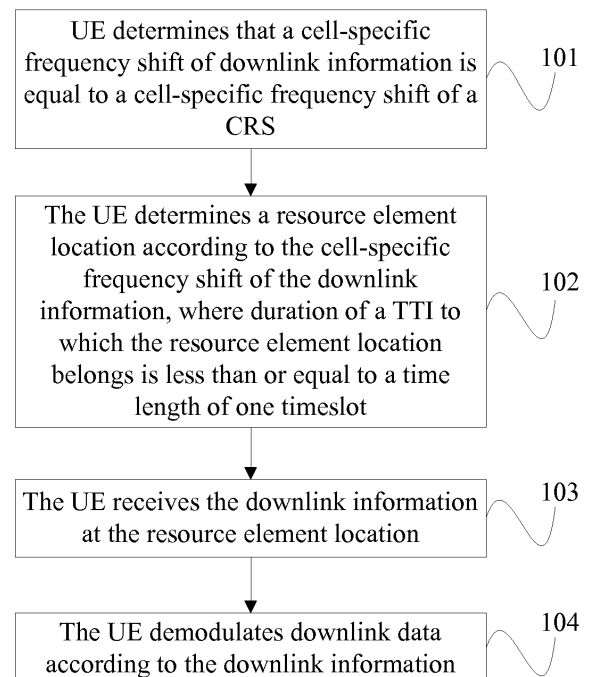 UE determines that a cell-specific
frequency shift of downlink information is
equal to a cell-specific frequency shift of a
CRS
101
The UE determines a resource element
location according to the cell-specific
frequency shift of the downlink
information, where duration of a TTI to
which the resource element location
belongs is less than or equal to a time
length of one timeslot
102
The UE receives the downlink information
at the resource element location
103
The UE demodulates downlink data
according to the downlink information
104